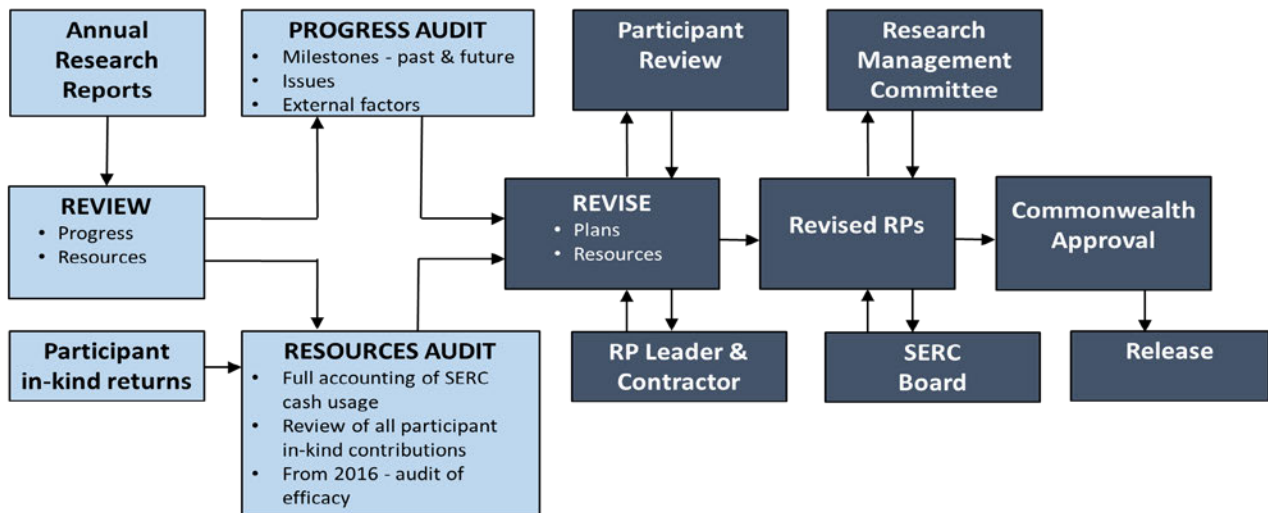 Annual
Research
Reports
PROGRESS AUDIT
• Milestones - past & future
• Issues
• External factors
Participant
Review
Research
Management
Committee
REVIEW
• Progress
• Resources
REVISE
• Plans
• Resources
Revised RPs
Commonwealth
Approval
Participant
in-kind returns
RESOURCES AUDIT
• Full accounting of SERC
cash usage
• Review of all participant
in-kind contributions
• From 2016 - audit of
efficacy
RP Leader &
Contractor
SERC
Board
Release